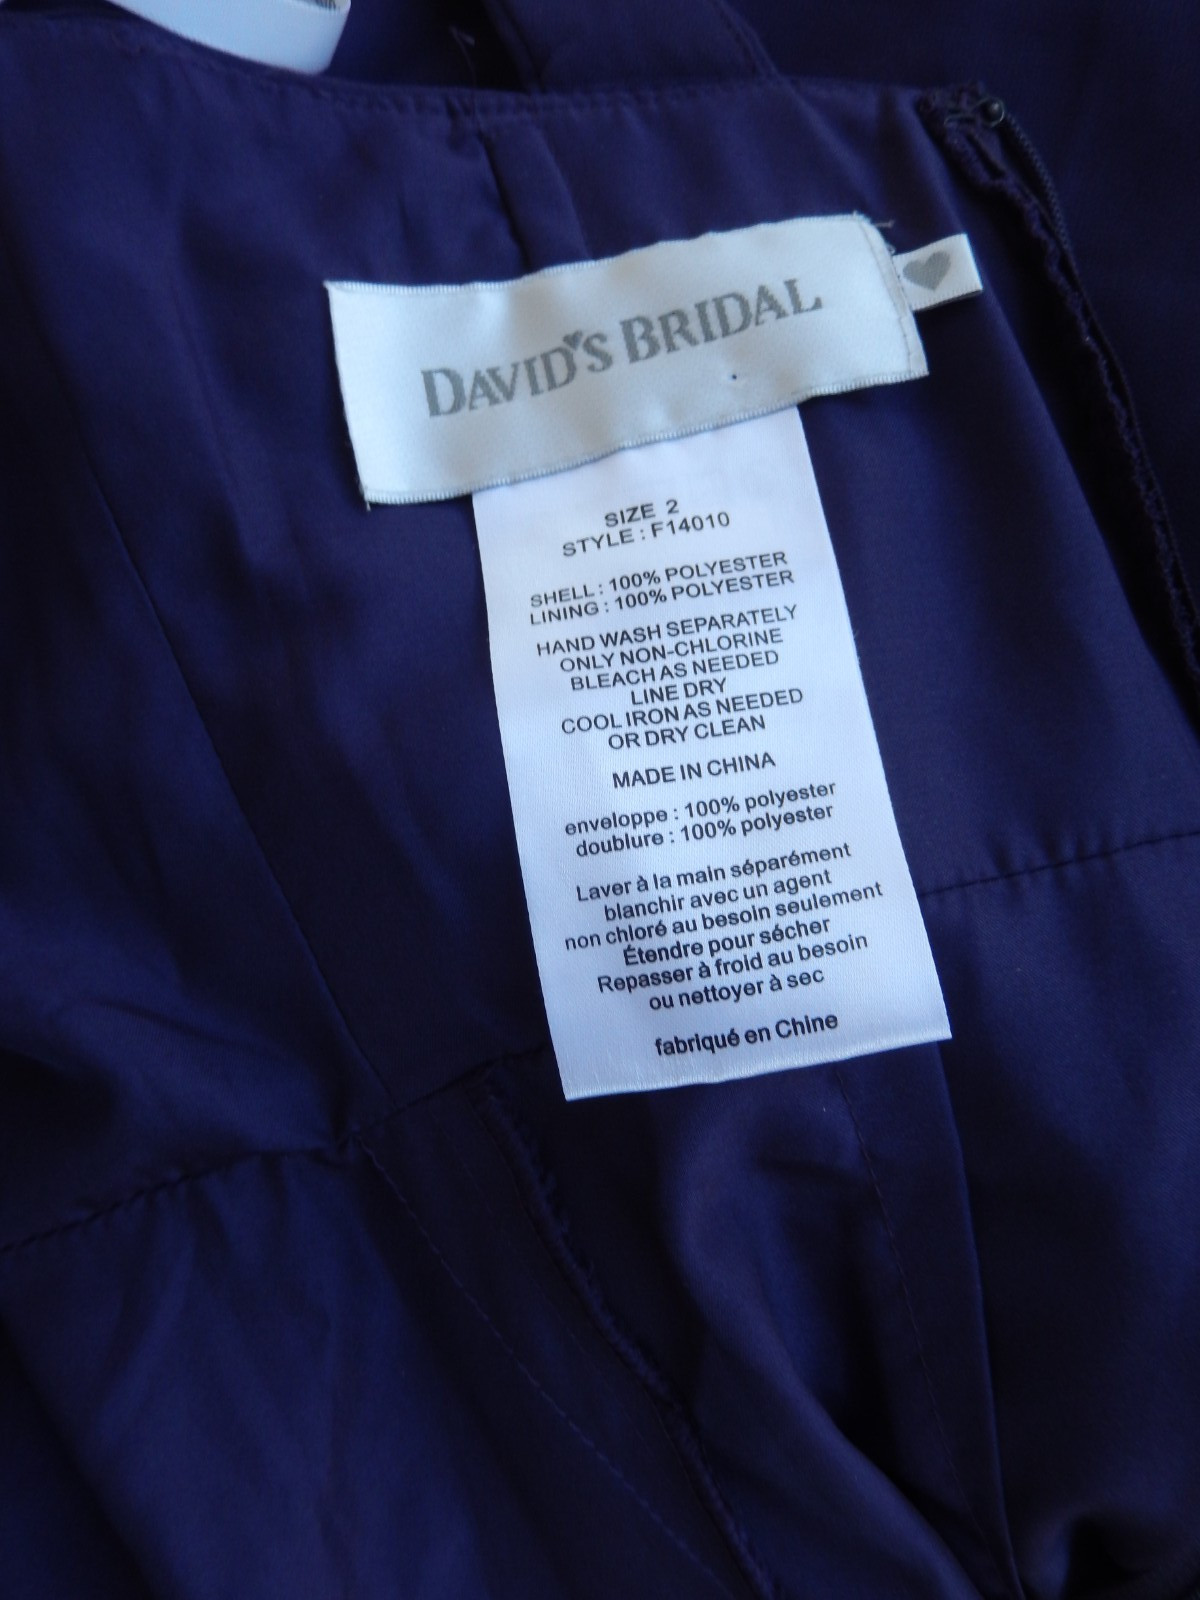 DAVID'S BRIDAL
SIZE 2
STYLE : F14010
SHELL : 100% POLYESTER
LINING : 100% POLYESTER
HAND WASH SEPARATELY
ONLY NON-CHLORINE
BLEACH AS NEEDED
LINE DRY
COOL IRON AS NEEDED
OR DRY CLEAN
MADE IN CHINA
enveloppe : 100% polyester
doublure : 100% polyester
Laver à la main séparément
blanchir avec un agent
non chloré au besoin seulement
Étendre pour sécher
Repasser à froid au besoin
ou nettoyer à sec
fabriqué en Chine